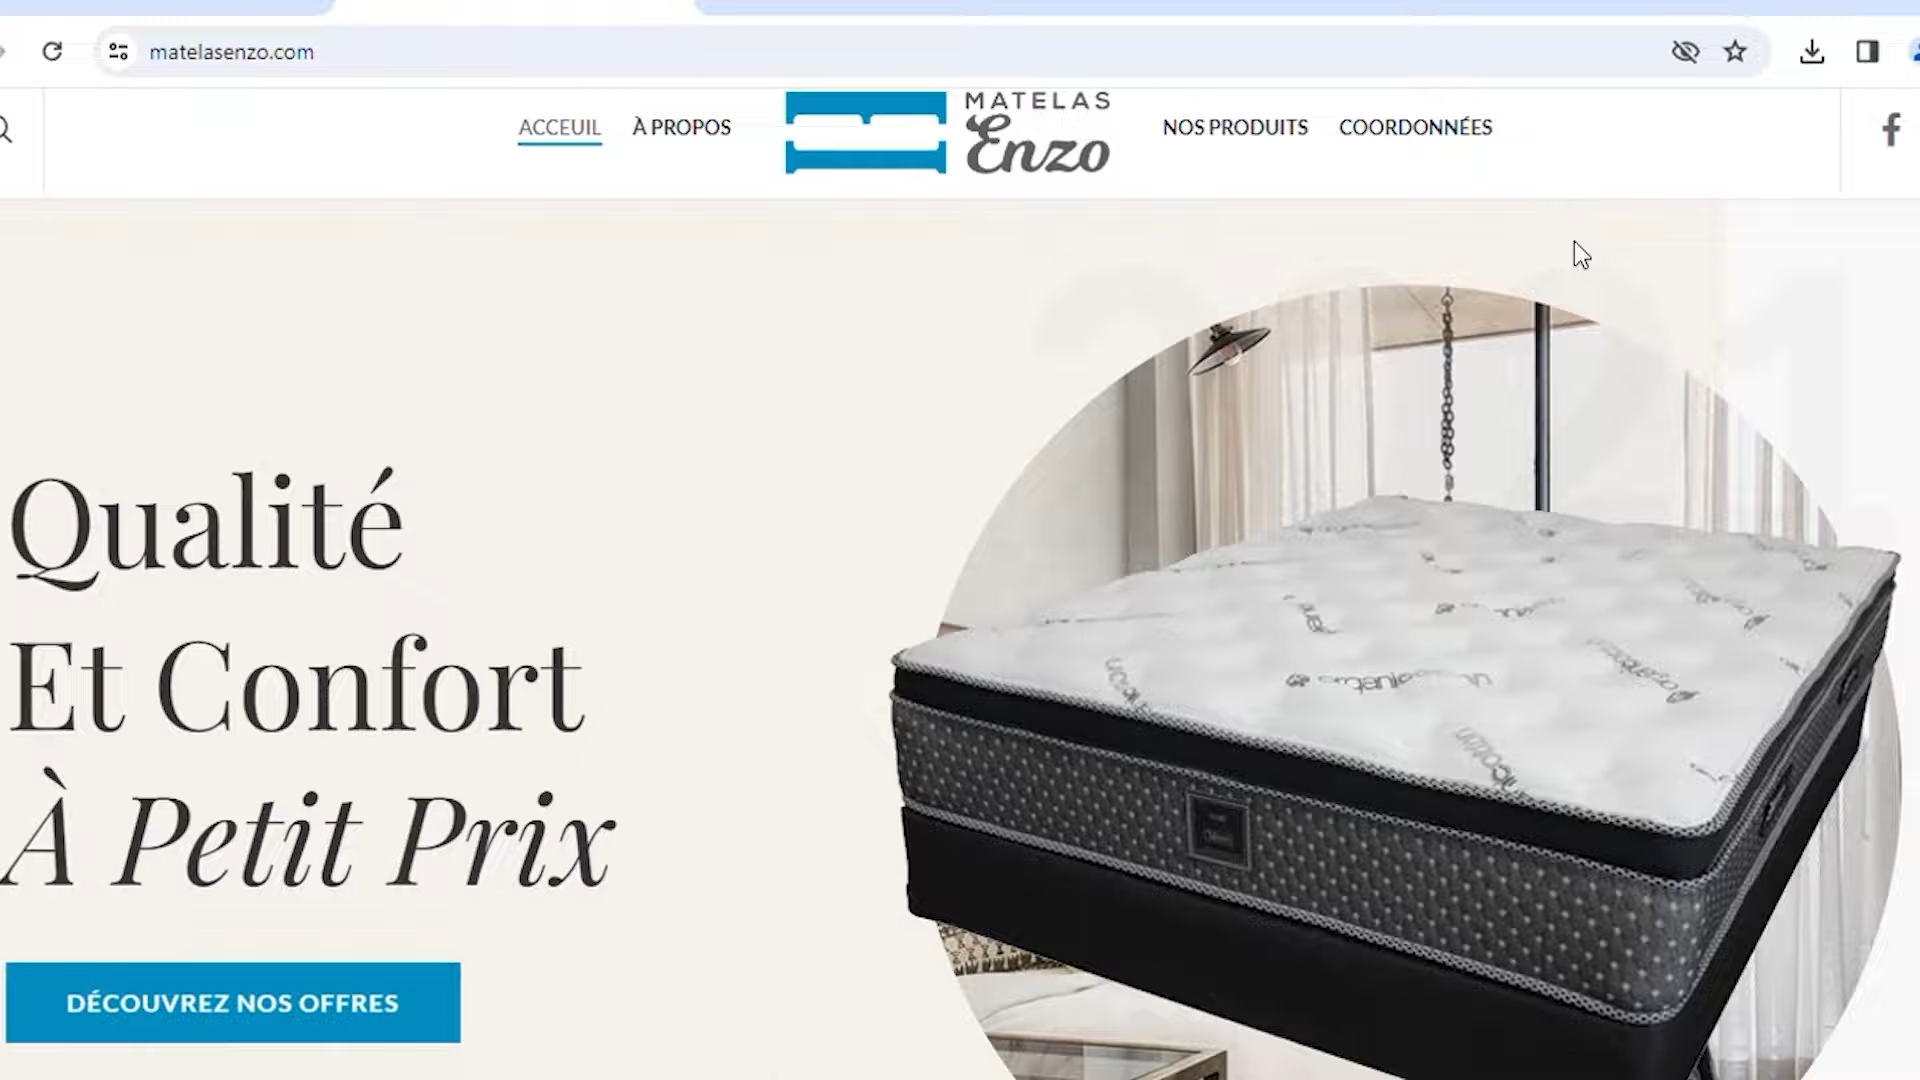 matelasenzo.com
ACCEUIL
À PROPOS
MATELAS
Enzo
NOS PRODUITS
COORDONNÉES
Qualité
Et Confort
À Petit Prix
DÉCOUVREZ NOS OFFRES